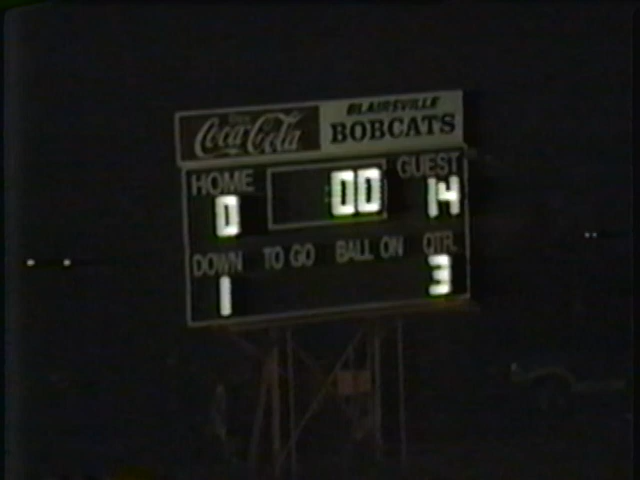 Coca-Cola
BLAIRSVILLE
BOBCATS
HOME 00 GUEST
0 14
DOWN TO GO BALL ON QTR.
1 3